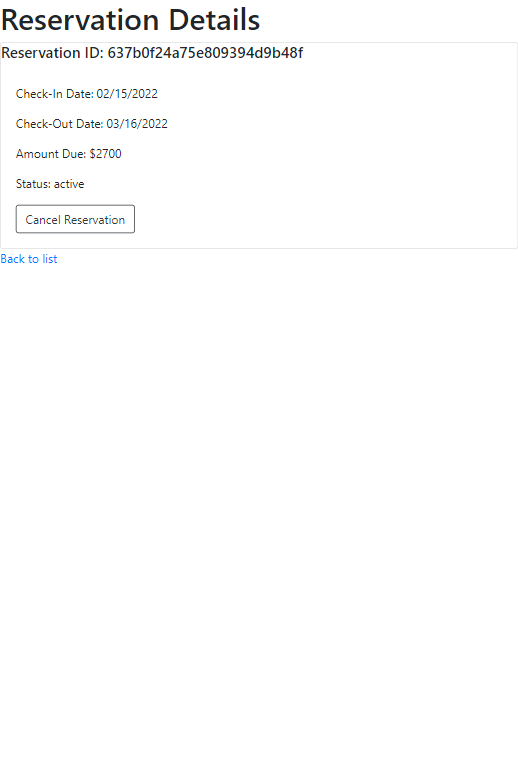 Reservation Details
Reservation ID: 637b0f24a75e809394d9b48f
Check-In Date: 02/15/2022
Check-Out Date: 03/16/2022
Amount Due: $2700
Status: active
Cancel Reservation
Back to list